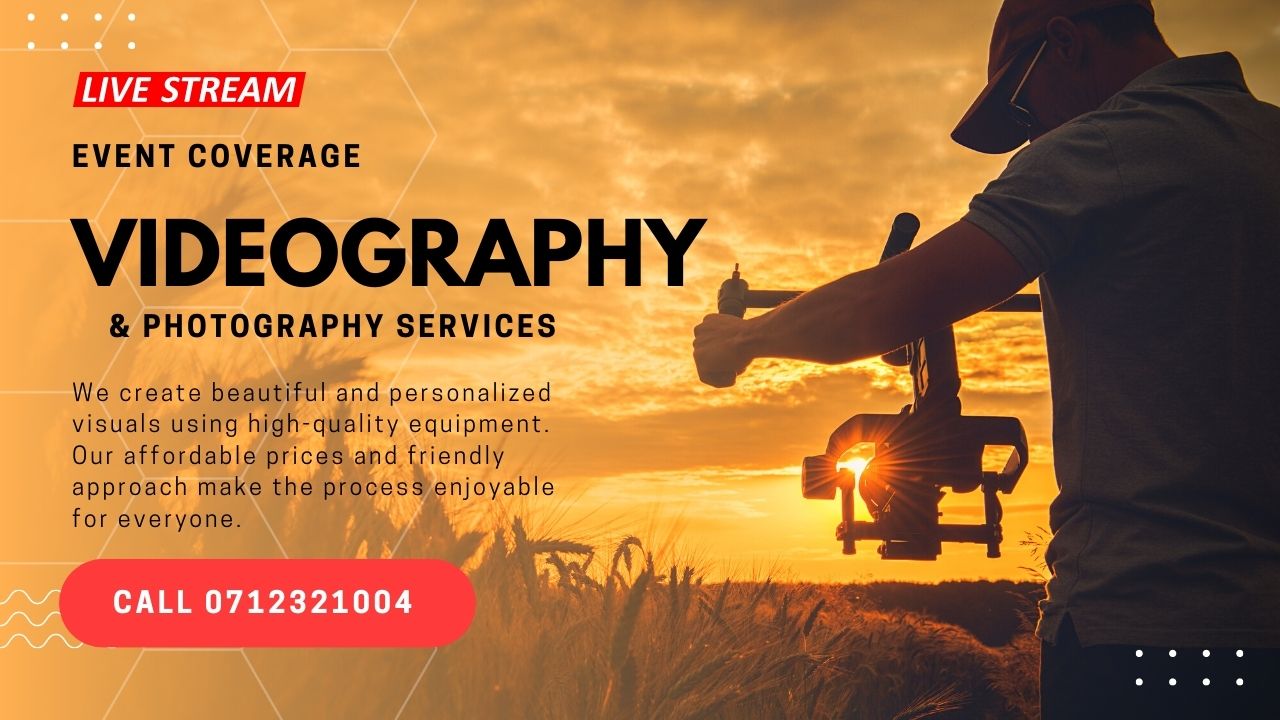 LIVE STREAM
EVENT COVERAGE
VIDEOGRAPHY
& PHOTOGRAPHY SERVICES
We create beautiful and personalized
visuals using high-quality equipment.
Our affordable prices and friendly
approach make the process enjoyable
for everyone.
CALL 0712321004